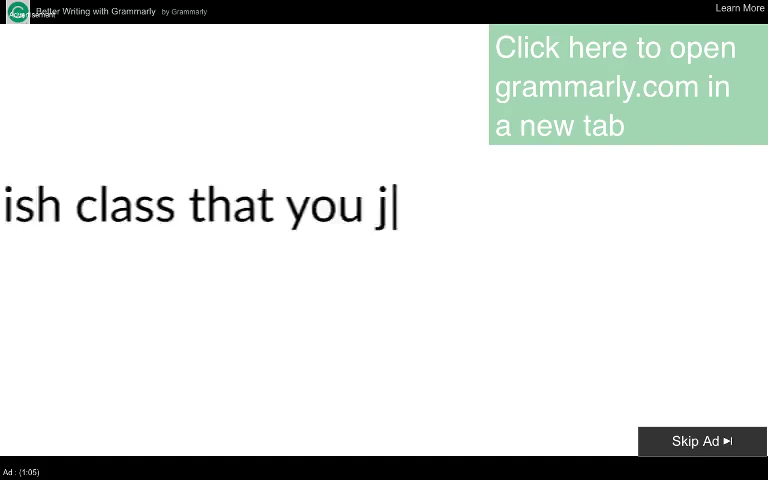 Advertisement
Better Writing with Grammarly by Grammarly
Learn More
Click here to open
grammarly.com in
a new tab
ish class that you j
Skip Ad
Ad : (1:05)